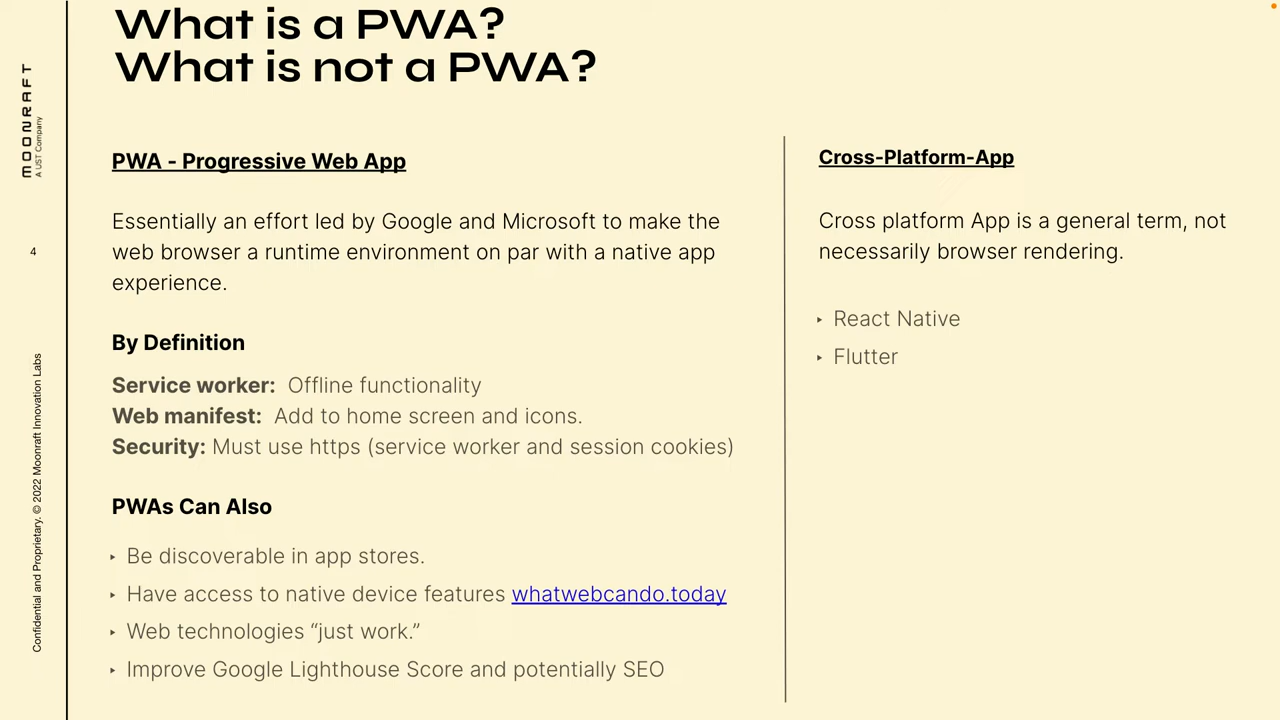 What is a PWA?
What is not a PWA?
MOONRAFT
A UST Company
4
Confidential and Proprietary. © 2022 Moonraft Innovation Labs
PWA - Progressive Web App
Essentially an effort led by Google and Microsoft to make the
web browser a runtime environment on par with a native app
experience.
By Definition
Service worker: Offline functionality
Web manifest: Add to home screen and icons.
Security: Must use https (service worker and session cookies)
PWAs Can Also
‣ Be discoverable in app stores.
‣ Have access to native device features whatwebcando.today
‣ Web technologies “just work.”
‣ Improve Google Lighthouse Score and potentially SEO
Cross-Platform-App
Cross platform App is a general term, not
necessarily browser rendering.
‣ React Native
‣ Flutter